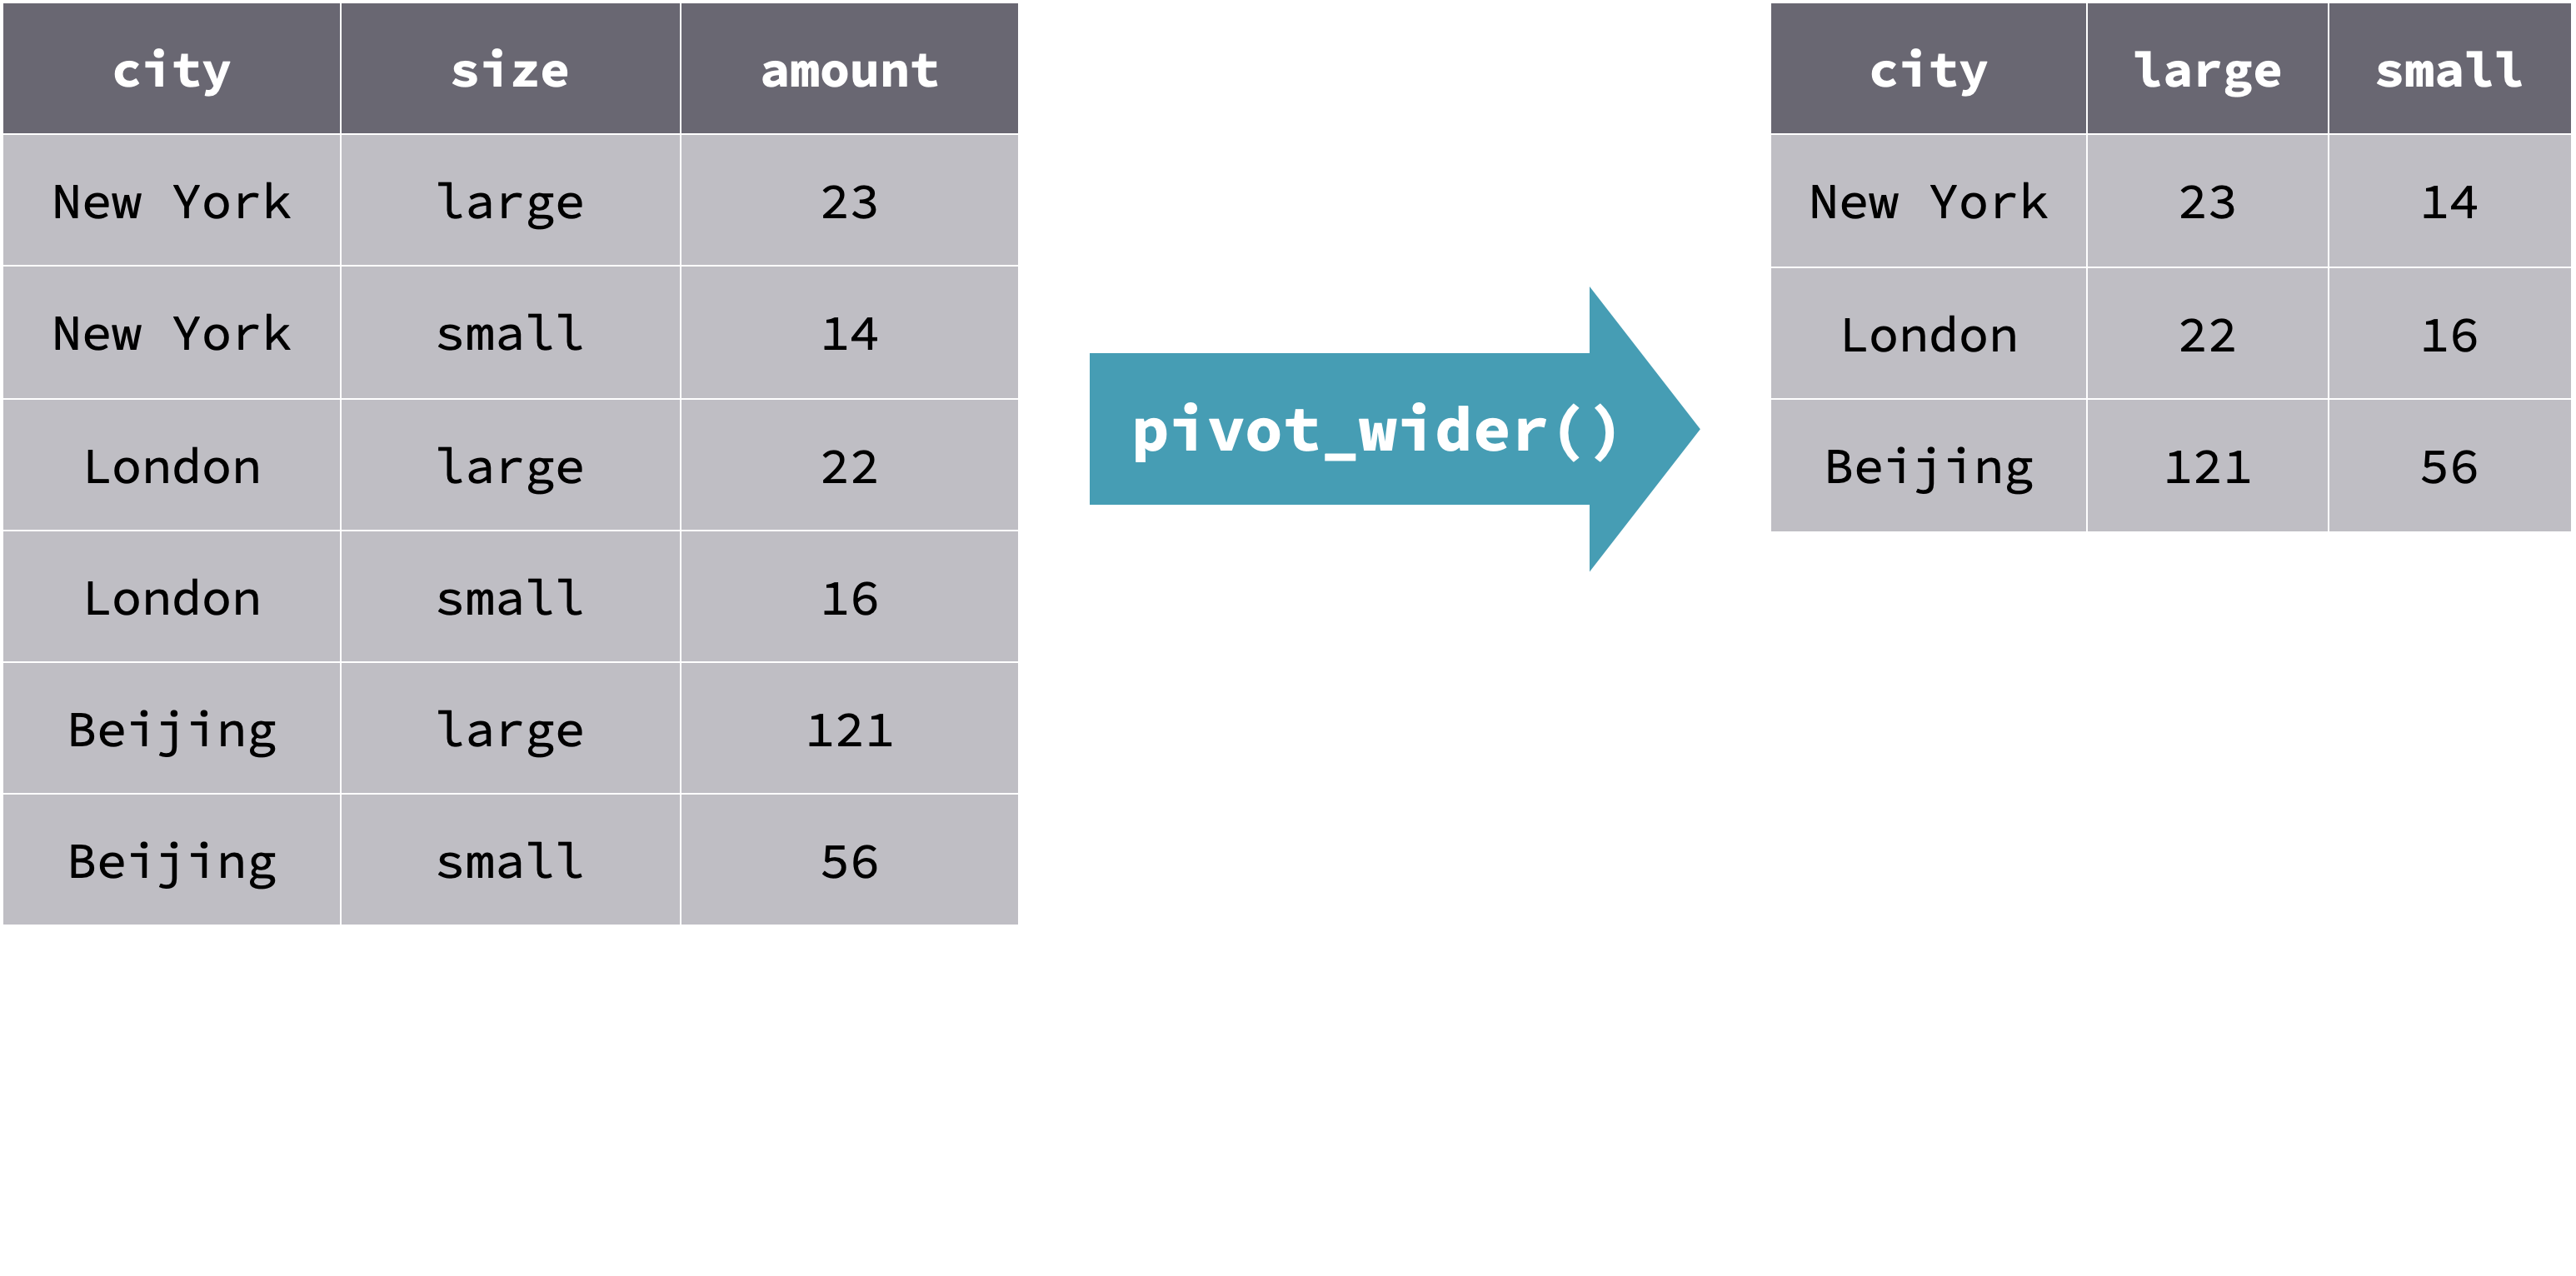 city size amount
New York large 23
New York small 14
London large 22
London small 16
Beijing large 121
Beijing small 56
pivot_wider()
city large small
New York 23 14
London 22 16
Beijing 121 56